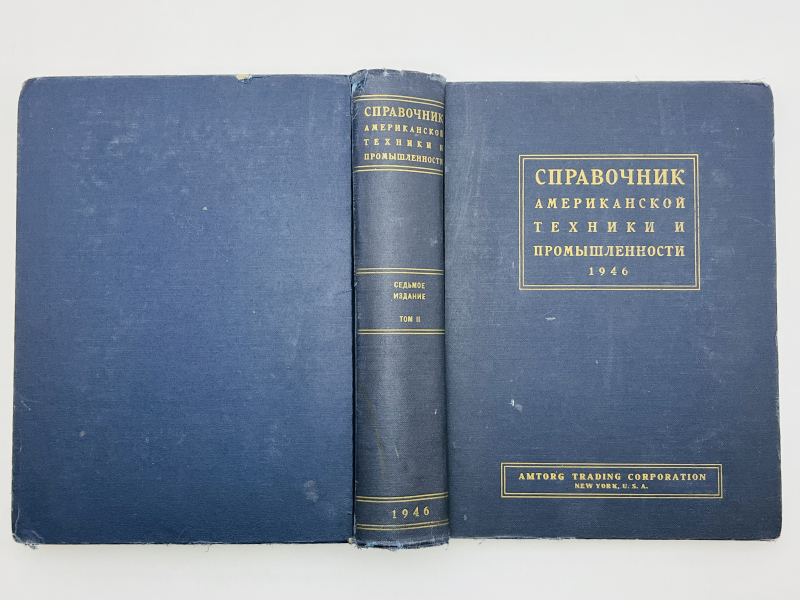 СПРАВОЧНИК
АМЕРИКАНСКОЙ
ТЕХНИКИ И
ПРОМЫШЛЕННОСТИ
СЕДЬМОЕ
ИЗДАНИЕ
ТОМ II
1946
СПРАВОЧНИК
АМЕРИКАНСКОЙ
ТЕХНИКИ И
ПРОМЫШЛЕННОСТИ
1946
AMTORG TRADING CORPORATION
NEW YORK, U. S. A.